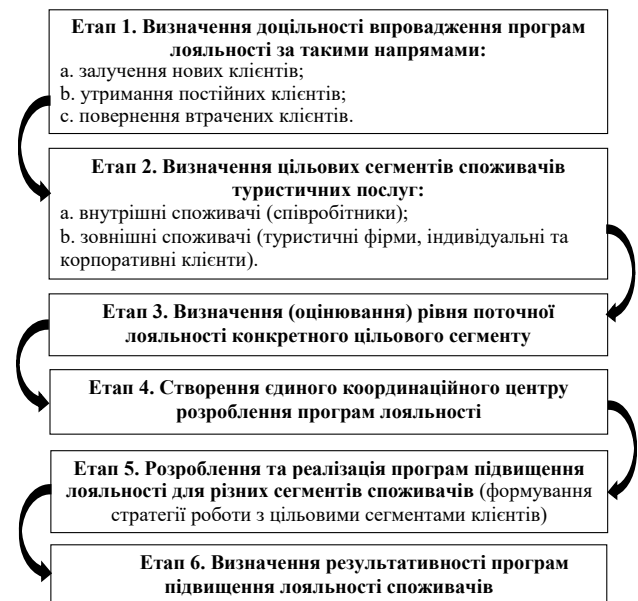 Етап 1. Визначення доцільності впровадження програм
лояльності за такими напрямами:
a. залучення нових клієнтів;
b. утримання постійних клієнтів;
c. повернення втрачених клієнтів.
Етап 2. Визначення цільових сегментів споживачів
туристичних послуг:
a. внутрішні споживачі (співробітники);
b. зовнішні споживачі (туристичні фірми, індивідуальні та
корпоративні клієнти).
Етап 3. Визначення (оцінювання) рівня поточної
лояльності конкретного цільового сегменту
Етап 4. Створення єдиного координаційного центру
розроблення програм лояльності
Етап 5. Розроблення та реалізація програм підвищення
лояльності для різних сегментів споживачів (формування
стратегії роботи з цільовими сегментами клієнтів)
Етап 6. Визначення результативності програм
підвищення лояльності споживачів